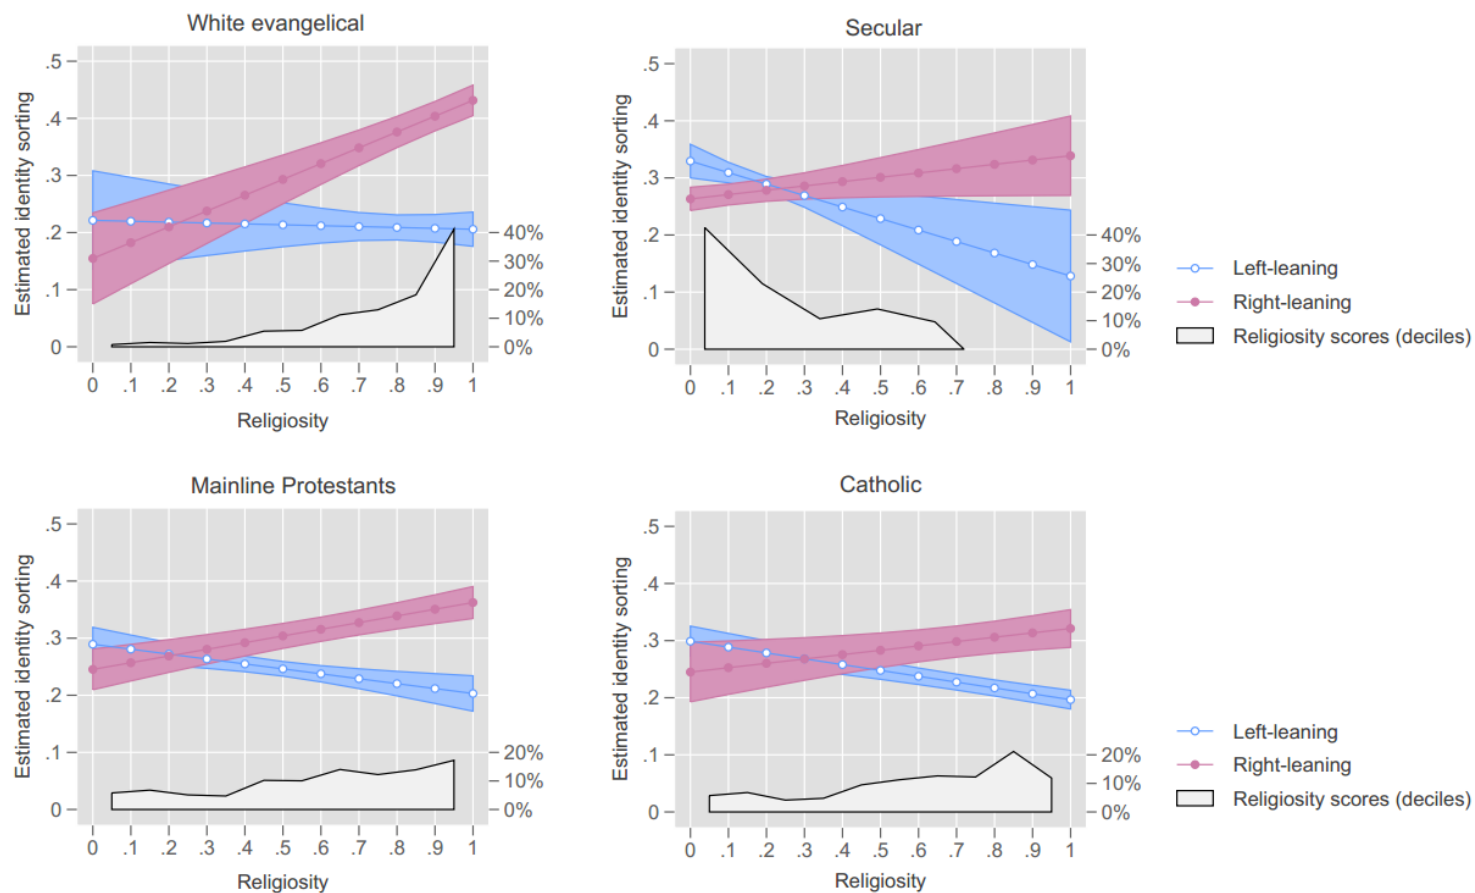 White evangelical
Estimated identity sorting
.5
.4
.3
.2
.1
0
40%
30%
20%
10%
0%
0 .1 .2 .3 .4 .5 .6 .7 .8 .9 1
Religiosity
Secular
Estimated identity sorting
.5
.4
.3
.2
.1
0
40%
30%
20%
10%
0%
0 .1 .2 .3 .4 .5 .6 .7 .8 .9 1
Religiosity
Left-leaning
Right-leaning
Religiosity scores (deciles)
Mainline Protestants
Estimated identity sorting
.5
.4
.3
.2
.1
0
20%
10%
0%
0 .1 .2 .3 .4 .5 .6 .7 .8 .9 1
Religiosity
Catholic
Estimated identity sorting
.5
.4
.3
.2
.1
0
20%
10%
0%
0 .1 .2 .3 .4 .5 .6 .7 .8 .9 1
Religiosity
Left-leaning
Right-leaning
Religiosity scores (deciles)